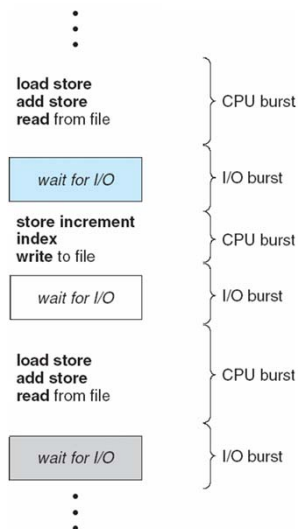 load store
add store
read from file
CPU burst
wait for I/O
I/O burst
store increment
index
write to file
CPU burst
wait for I/O
I/O burst
load store
add store
read from file
CPU burst
wait for I/O
I/O burst